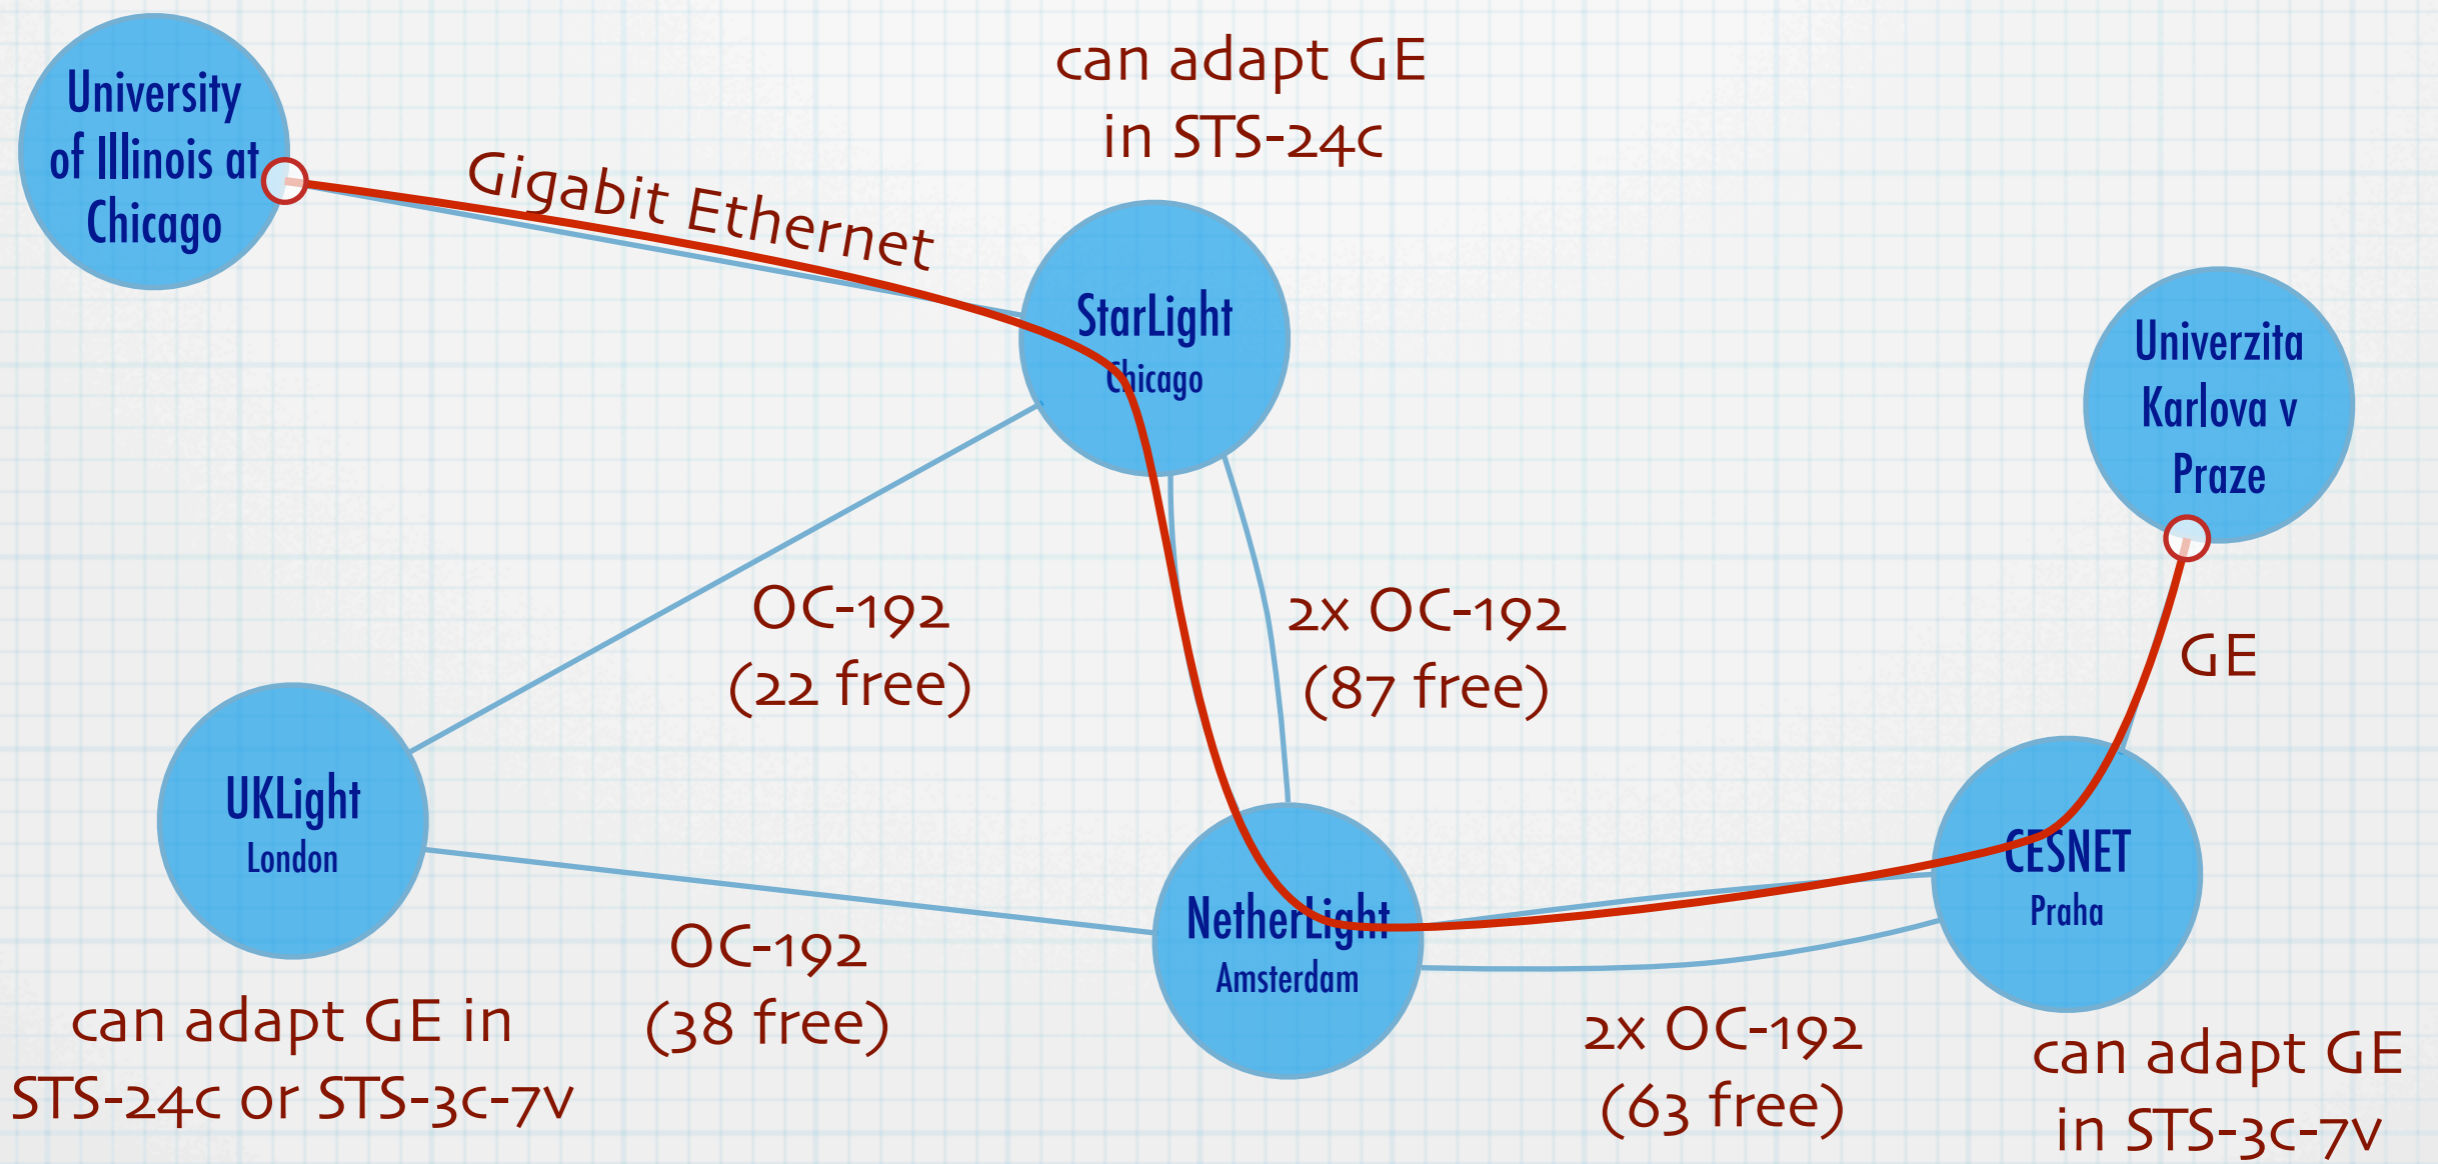 University
of Illinois at
Chicago
Gigabit Ethernet
can adapt GE
in STS-24c
StarLight
Chicago
Univerzita
Karlova v
Praze
GE
OC-192
(22 free)
2x OC-192
(87 free)
UKLight
London
can adapt GE in
STS-24c or STS-3c-7v
OC-192
(38 free)
NetherLight
Amsterdam
2x OC-192
(63 free)
CESNET
Praha
can adapt GE
in STS-3c-7v